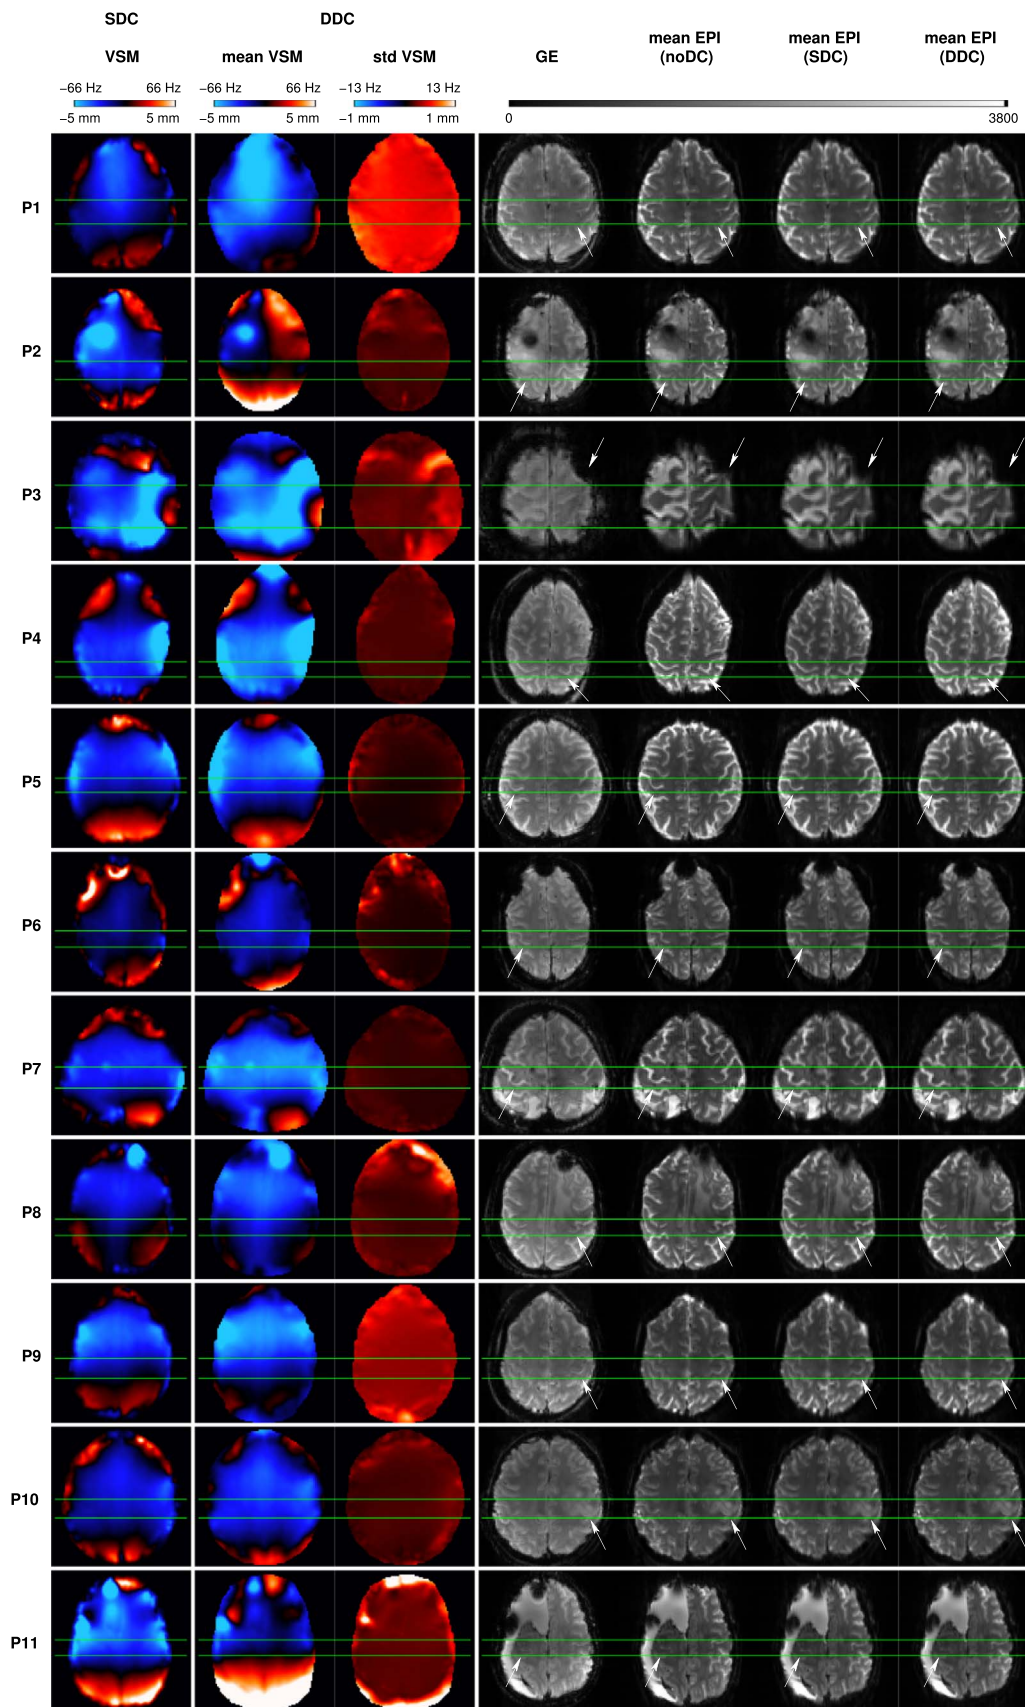 SDC DDC
VSM mean VSM std VSM GE mean EPI (noDC) mean EPI (SDC) mean EPI (DDC)
−66 Hz 66 Hz −66 Hz 66 Hz −13 Hz 13 Hz
−5 mm 5 mm −5 mm 5 mm −1 mm 1 mm 0 3800
P1
P2
P3
P4
P5
P6
P7
P8
P9
P10
P11